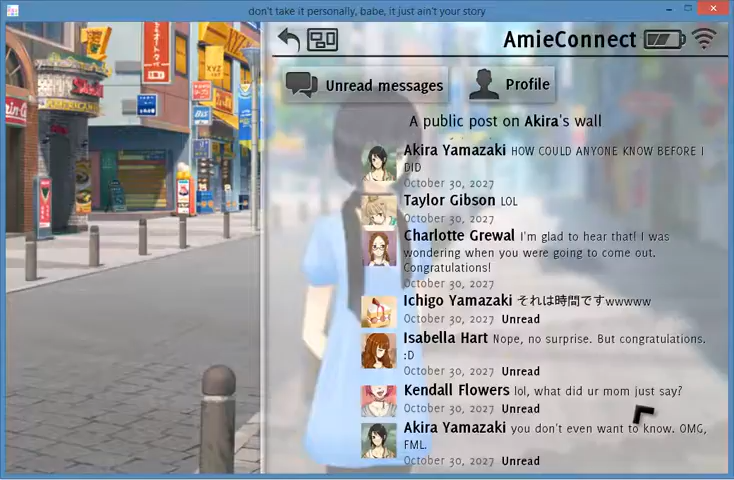 don't take it personally, babe, it just ain't your story
AmieConnect
Unread messages
Profile
A public post on Akira's wall
Akira Yamazaki HOW COULD ANYONE KNOW BEFORE I
DID
October 30, 2027
Taylor Gibson LOL
October 30, 2027
Charlotte Grewal I'm glad to hear that! I was
wondering when you were going to come out.
Congratulations!
October 30, 2027
Ichigo Yamazaki それは時間ですwwwww
October 30, 2027 Unread
Isabella Hart Nope, no surprise. But congratulations.
:D
October 30, 2027 Unread
Kendall Flowers lol, what did ur mom just say?
October 30, 2027 Unread
Akira Yamazaki you don't even want to know. OMG,
FML.
October 30, 2027 Unread
XYZ
XYZ